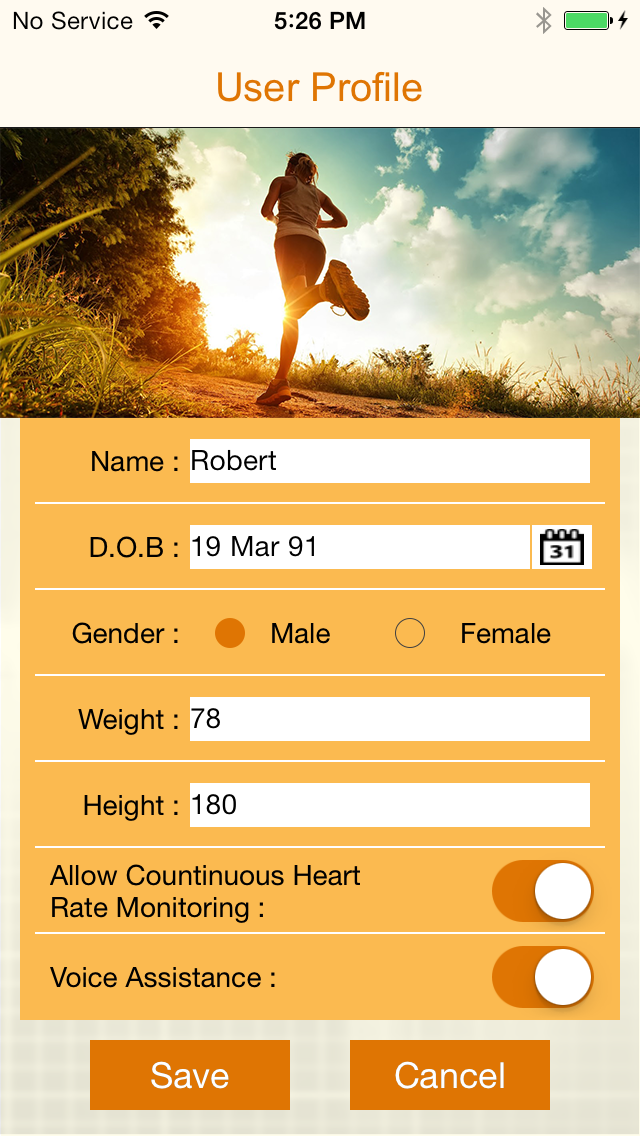 No Service 5:26 PM
User Profile
Name : Robert
D.O.B : 19 Mar 91 31
Gender : Male Female
Weight : 78
Height : 180
Allow Countinuous Heart
Rate Monitoring :
Voice Assistance :
Save Cancel